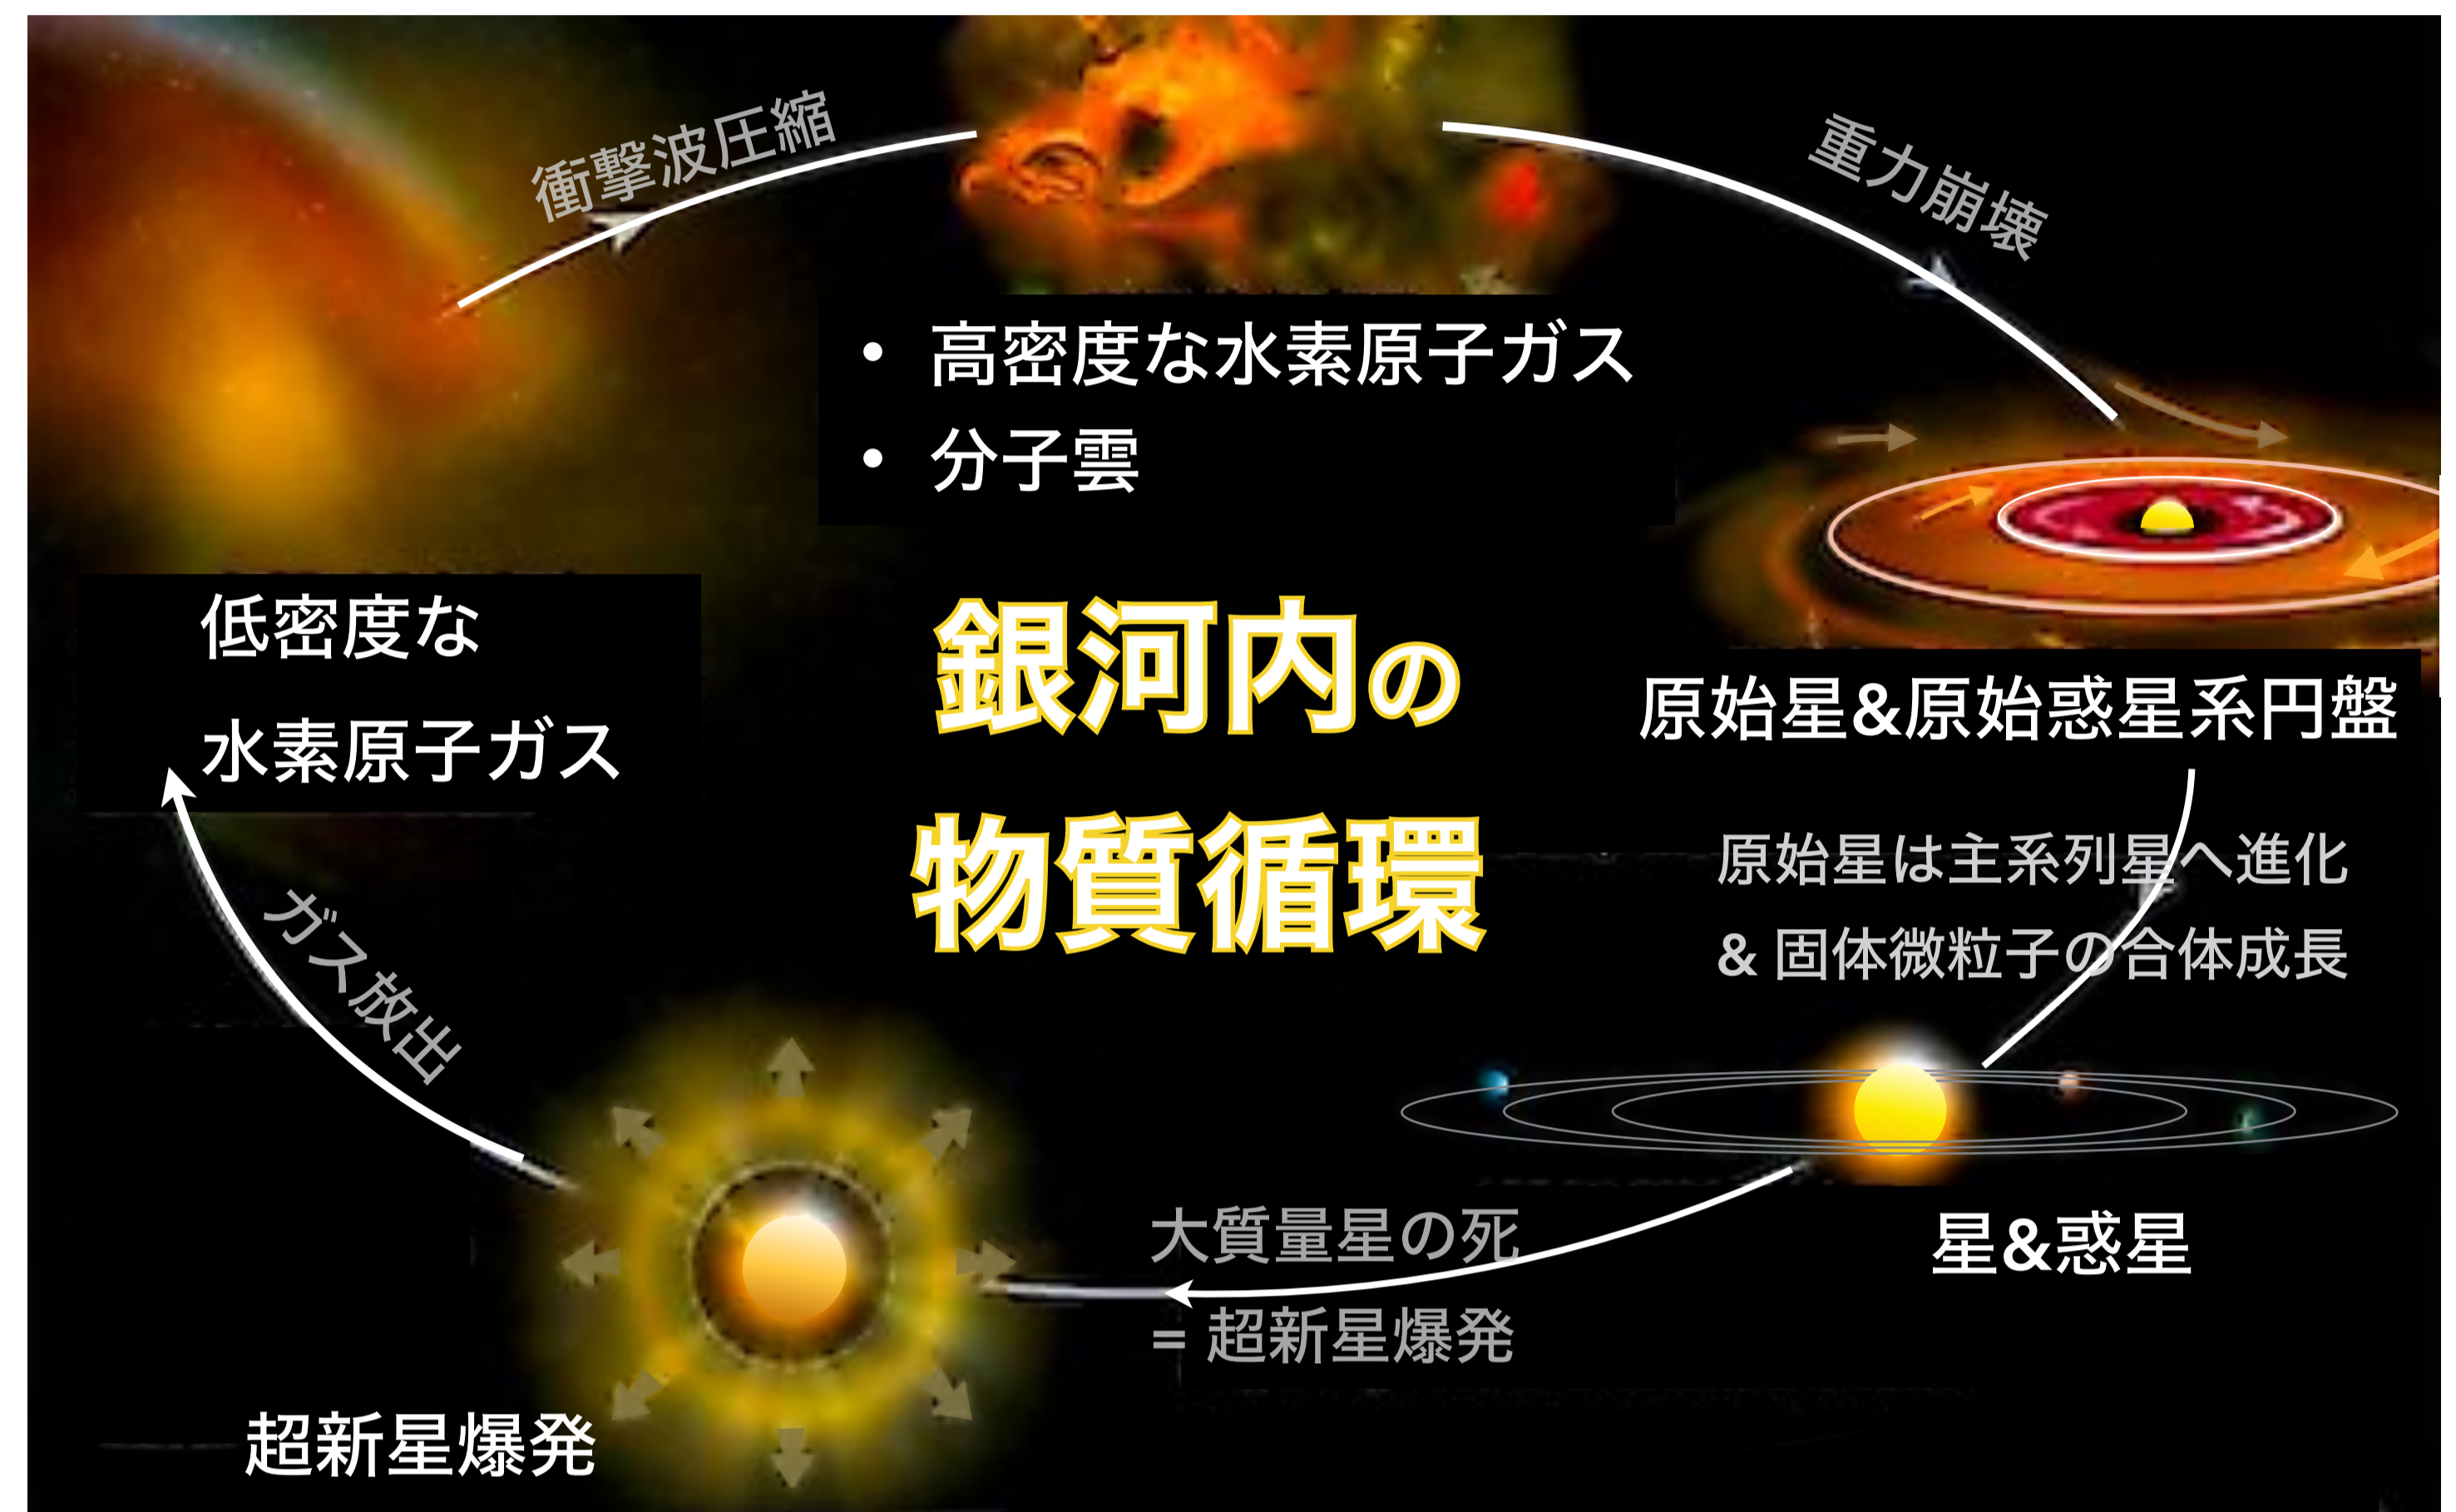 衝撃波圧縮
重力崩壊
• 高密度な水素原子ガス
• 分子雲
低密度な
水素原子ガス
銀河内の
物質循環
原始星&原始惑星系円盤
原始星は主系列星へ進化
& 固体微粒子の合体成長
ガス放出
大質量星の死
= 超新星爆発
星&惑星
超新星爆発